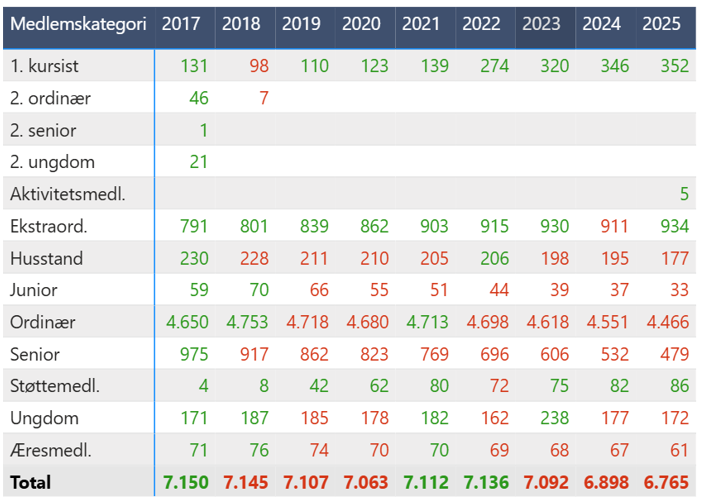 Medlemskategori 2017 2018 2019 2020 2021 2022 2023 2024 2025
1. kursist 131 98 110 123 139 274 320 346 352
2. ordinær 46 7
2. senior 1
2. ungdom 21
Aktivitetsmedl. 5
Ekstraord. 791 801 839 862 903 915 930 911 934
Husstand 230 228 211 210 205 206 198 195 177
Junior 59 70 66 55 51 44 39 37 33
Ordinær 4.650 4.753 4.718 4.680 4.713 4.698 4.618 4.551 4.466
Senior 975 917 862 823 769 696 606 532 479
Støttemedl. 4 8 42 62 80 72 75 82 86
Ungdom 171 187 185 178 182 162 238 177 172
Æresmedl. 71 76 74 70 70 69 68 67 61
Total 7.150 7.145 7.107 7.063 7.112 7.136 7.092 6.898 6.765